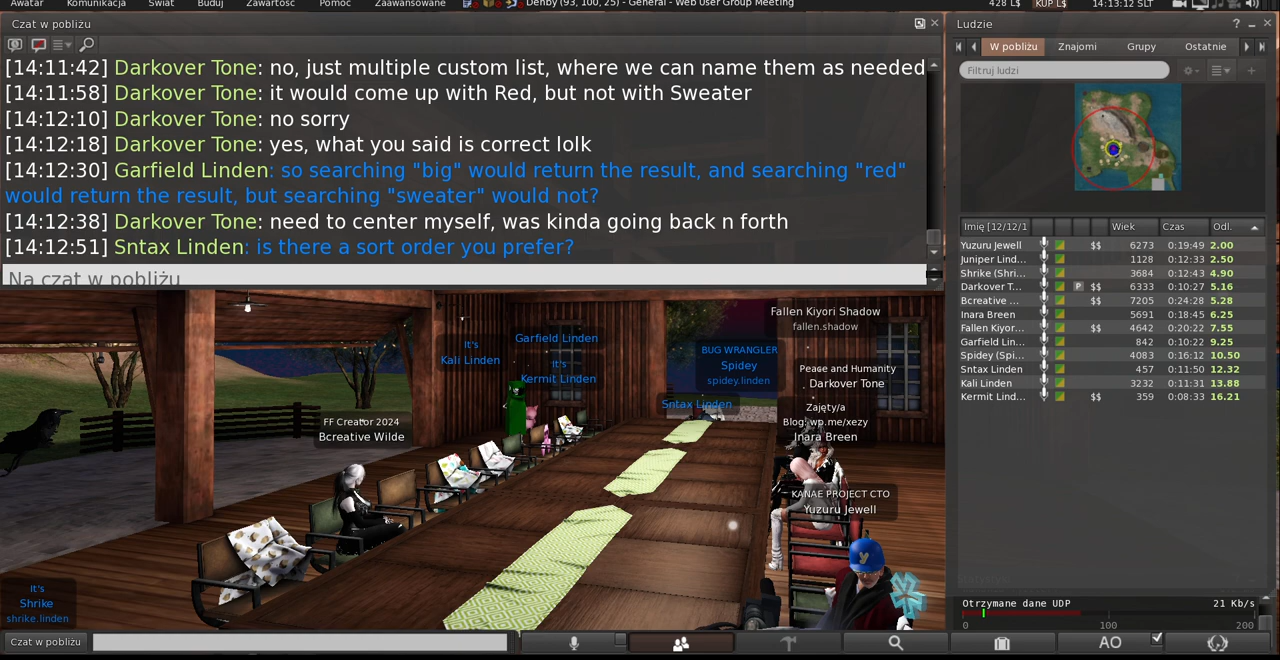 Awatar Komunikacja Świat Buduj Zawartość Pomoc Zaawansowane Denby (93, 100, 25) - General - Web User Group Meeting 428 L$ KUP L$ 14:13:12 SLT
Czat w pobliżu
[14:11:42] Darkover Tone: no, just multiple custom list, where we can name them as needed
[14:11:58] Darkover Tone: it would come up with Red, but not with Sweater
[14:12:10] Darkover Tone: no sorry
[14:12:18] Darkover Tone: yes, what you said is correct lolk
[14:12:30] Garfield Linden: so searching "big" would return the result, and searching "red"
would return the result, but searching "sweater" would not?
[14:12:38] Darkover Tone: need to center myself, was kinda going back n forth
[14:12:51] Sntax Linden: is there a sort order you prefer?
Na czat w pobliżu
Fallen Kiyori Shadow
fallen.shadow
Garfield Linden
It's
Kali Linden
It's
Kermit Linden
BUG WRANGLER
Spidey
spidey.linden
Peace and Humanity
Darkover Tone
Sntax Linden
Zajęty/a
Blog: wp.me/xezy
Inara Breen
FF Creator 2024
Bcreative Wilde
KANAE PROJECT CTO
Yuzuru Jewell
It's
Shrike
shrike.linden
Czat w pobliżu
Ludzie
W pobliżu Znajomi Grupy Ostatnie
Filtruj ludzi
Imię [12/12/1 Wiek Czas Odl.
Yuzuru Jewell $$ 6273 0:19:49 2.00
Juniper Lind... 1128 0:12:33 2.50
Shrike (Shri... 3684 0:12:43 4.90
Darkover T... P $$ 6333 0:10:27 5.16
Bcreative ... $$ 7205 0:24:28 5.28
Inara Breen 5691 0:18:45 6.25
Fallen Kiyor... $$ 4642 0:20:22 7.55
Garfield Lin... 842 0:10:22 9.25
Spidey (Spi... 4083 0:16:12 10.50
Sntax Linden 457 0:11:50 12.32
Kali Linden 3232 0:11:31 13.88
Kermit Lind... $$ 359 0:08:33 16.21
Otrzymane dane UDP 21 Kb/s
0 100 200
AO